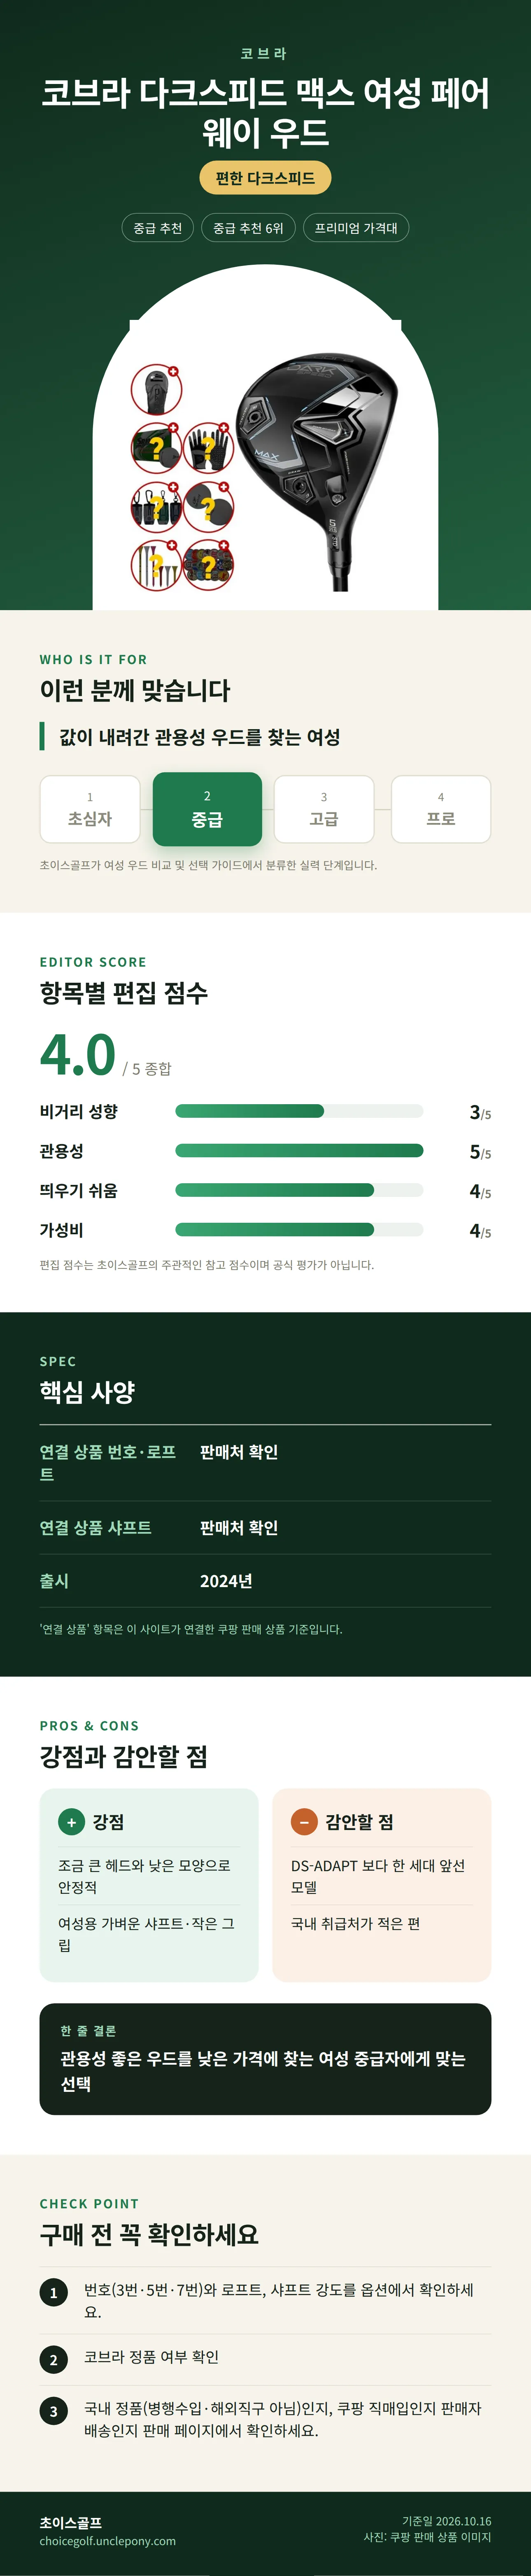 코브라
코브라 다크스피드 맥스 여성 페어
웨이 우드
편한 다크스피드
중급 추천
중급 추천 6위
프리미엄 가격대
DARK
MAX
WHO IS IT FOR
이런 분께 맞습니다
값이 내려간 관용성 우드를 찾는 여성
1
초심자
2
중급
3
고급
4
프로
초이스골프가 여성 우드 비교 및 선택 가이드에서 분류한 실력 단계입니다.
EDITOR SCORE
항목별 편집 점수
4.0 / 5 종합
비거리 성향 3/5
관용성 5/5
띄우기 쉬움 4/5
가성비 4/5
편집 점수는 초이스골프의 주관적인 참고 점수이며 공식 평가가 아닙니다.
SPEC
핵심 사양
연결 상품 번호·로프
트
판매처 확인
연결 상품 샤프트 판매처 확인
출시 2024년
'연결 상품' 항목은 이 사이트가 연결한 쿠팡 판매 상품 기준입니다.
PROS & CONS
강점과 감안할 점
+ 강점
조금 큰 헤드와 낮은 모양으로
안정적
여성용 가벼운 샤프트·작은 그
립
− 감안할 점
DS-ADAPT 보다 한 세대 앞선
모델
국내 취급처가 적은 편
한 줄 결론
관용성 좋은 우드를 낮은 가격에 찾는 여성 중급자에게 맞는
선택
CHECK POINT
구매 전 꼭 확인하세요
1 번호(3번·5번·7번)와 로프트, 샤프트 강도를 옵션에서 확인하세
요.
2 코브라 정품 여부 확인
3 국내 정품(병행수입·해외직구 아님)인지, 쿠팡 직매입인지 판매자
배송인지 판매 페이지에서 확인하세요.
초이스골프
choicegolf.unclepony.com
기준일 2026.10.16
사진: 쿠팡 판매 상품 이미지